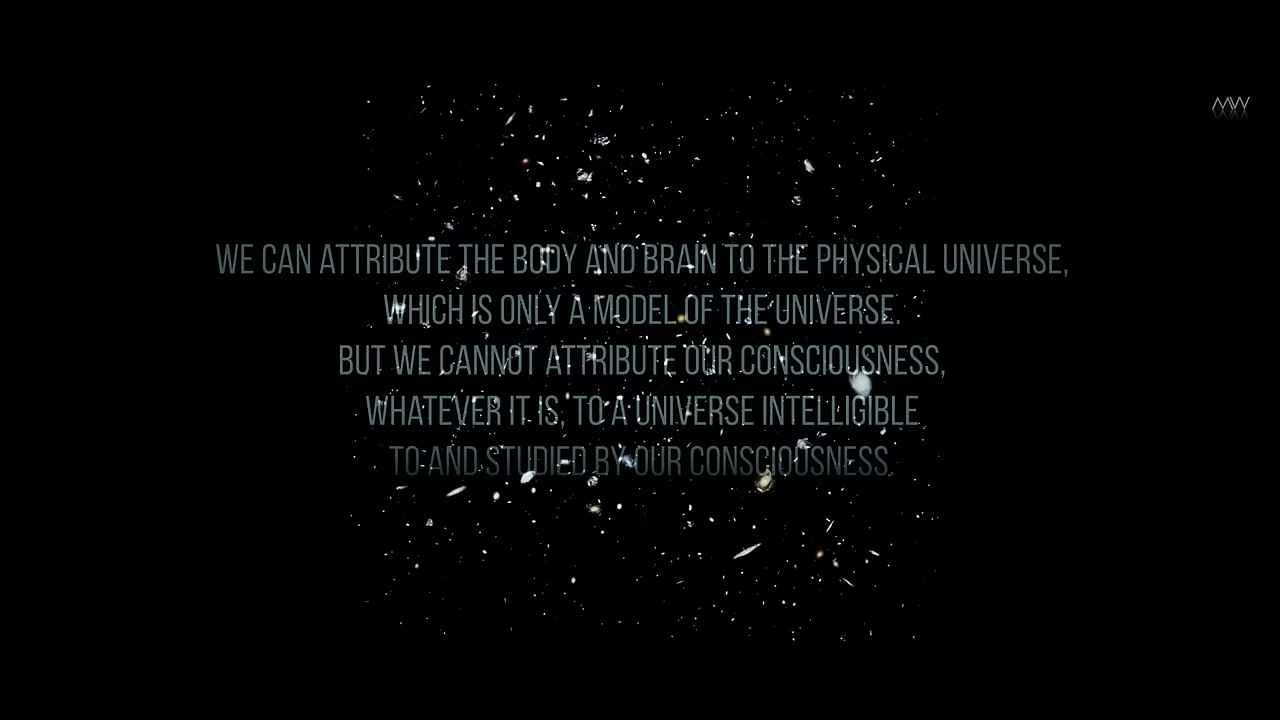 MW
WE CAN ATTRIBUTE THE BODY AND BRAIN TO THE PHYSICAL UNIVERSE,
WHICH IS ONLY A MODEL OF THE UNIVERSE.
BUT WE CANNOT ATTRIBUTE OUR CONSCIOUSNESS,
WHATEVER IT IS, TO A UNIVERSE INTELLIGIBLE
TO AND STUDIED BY OUR CONSCIOUSNESS.